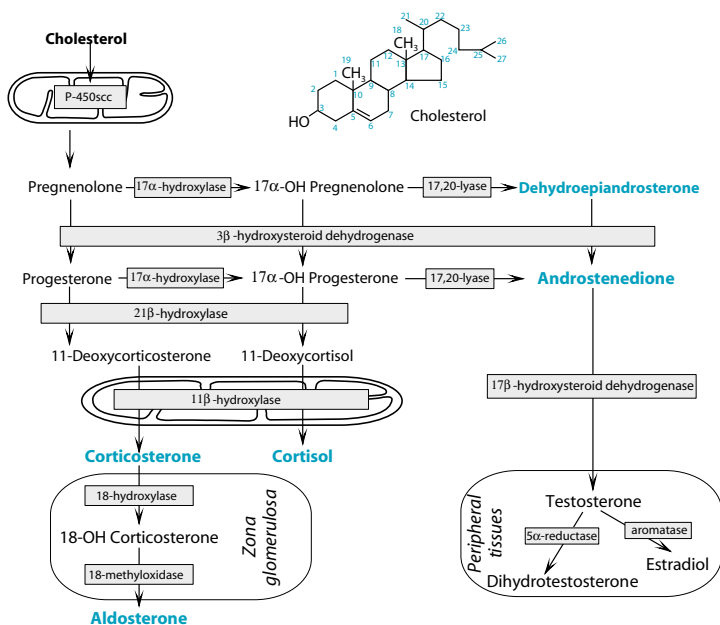 Cholesterol
P-450scc
21
22
20
23
18
CH3
12
17
24
26
19
11
13
16
25
27
CH3
1
2
9
14
15
10
8
3
5
7
HO
4
6
Cholesterol
Pregnenolone 17α-hydroxylase 17α-OH Pregnenolone 17,20-lyase Dehydroepiandrosterone
3β -hydroxysteroid dehydrogenase
Progesterone 17α-hydroxylase 17α-OH Progesterone 17,20-lyase Androstenedione
21β-hydroxylase
11-Deoxycorticosterone 11-Deoxycortisol
17β-hydroxysteroid dehydrogenase
11β-hydroxylase
Corticosterone Cortisol
18-hydroxylase
18-OH Corticosterone
18-methyloxidase
Zona
glomerulosa
Aldosterone
Peripheral
tissues
Testosterone
5α-reductase aromatase
Estradiol
Dihydrotestosterone